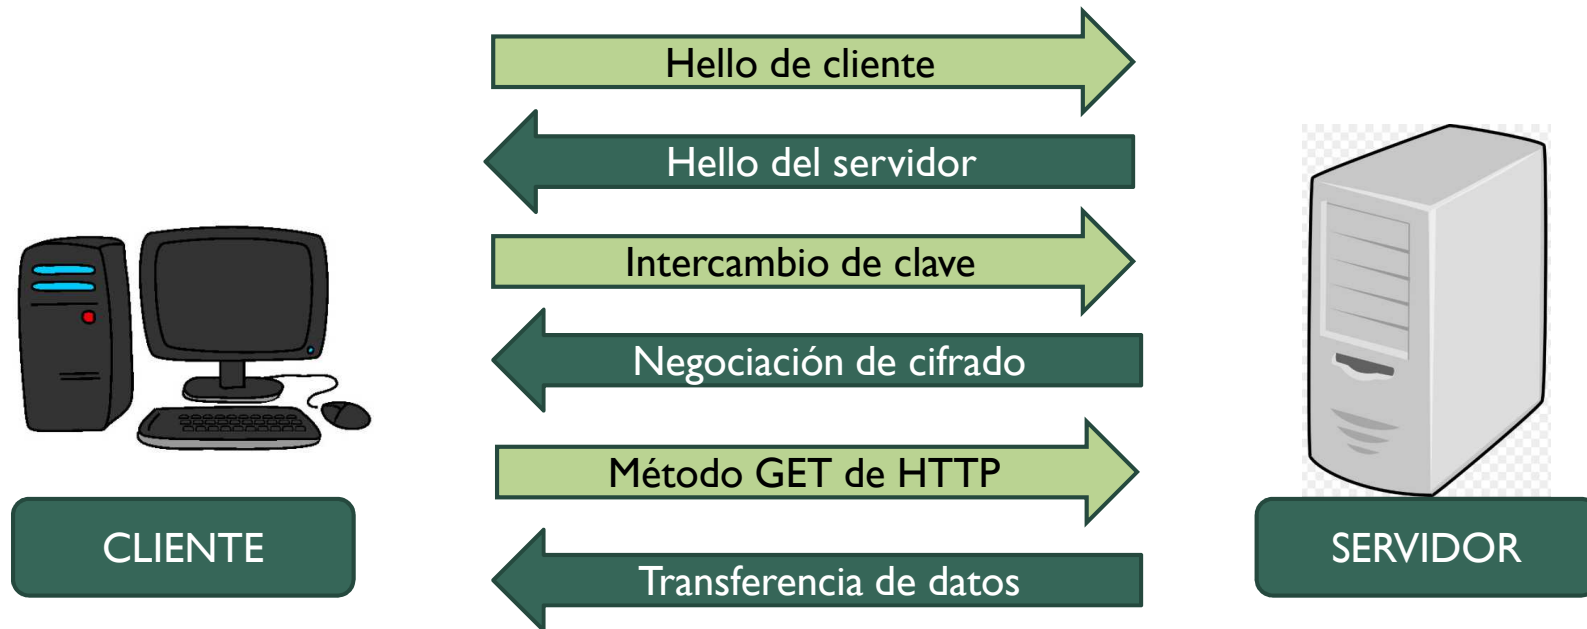 Hello de cliente
Hello del servidor
Intercambio de clave
Negociación de cifrado
Método GET de HTTP
Transferencia de datos
CLIENTE
SERVIDOR